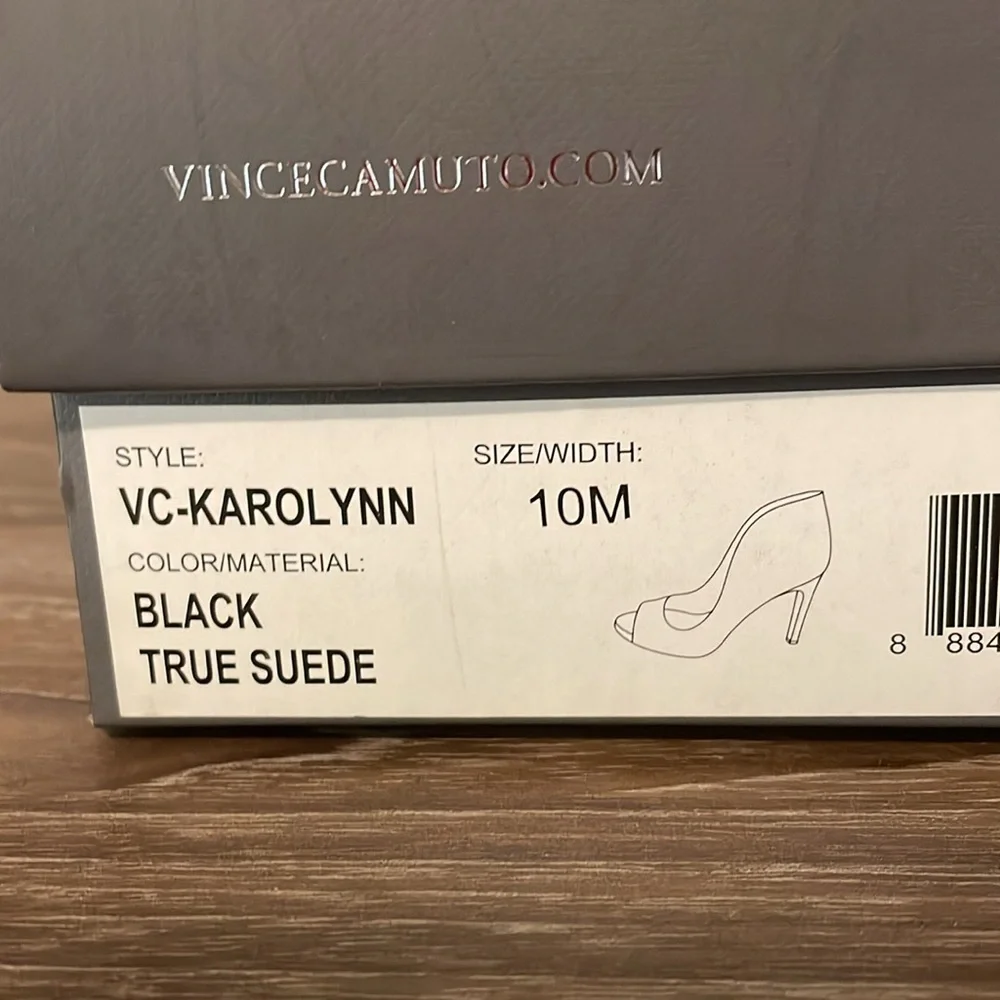 VINCECAMUTO.COM
STYLE:
VC-KAROLYNN
COLOR/MATERIAL:
BLACK
TRUE SUEDE
SIZE/WIDTH:
10M
8 884